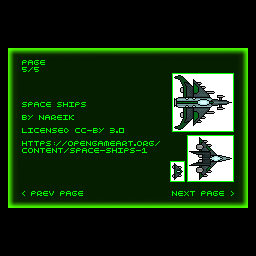 PAGE
5/5
SPACE SHIPS
BY NAREIK
LICENSED CC-BY 3.0
HTTPS://OPENGAMEART.ORG/
CONTENT/SPACE-SHIPS-1
< PREV PAGE
NEXT PAGE >